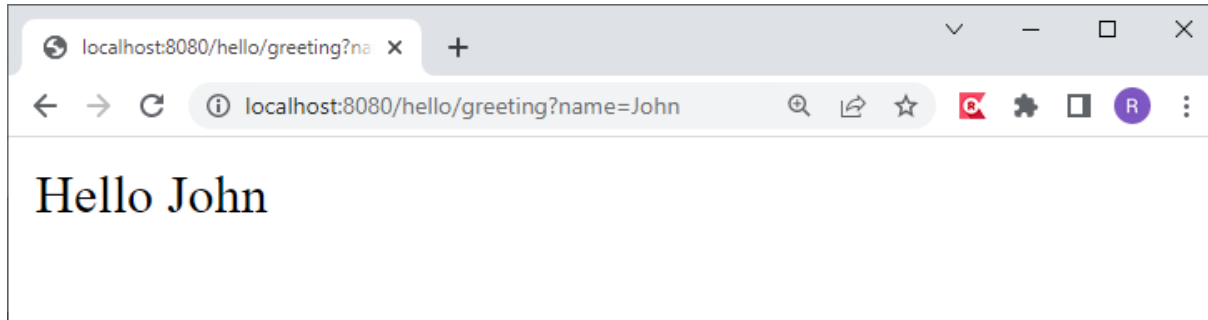 localhost:8080/hello/greeting?na
localhost:8080/hello/greeting?name=John
R
R
Hello John